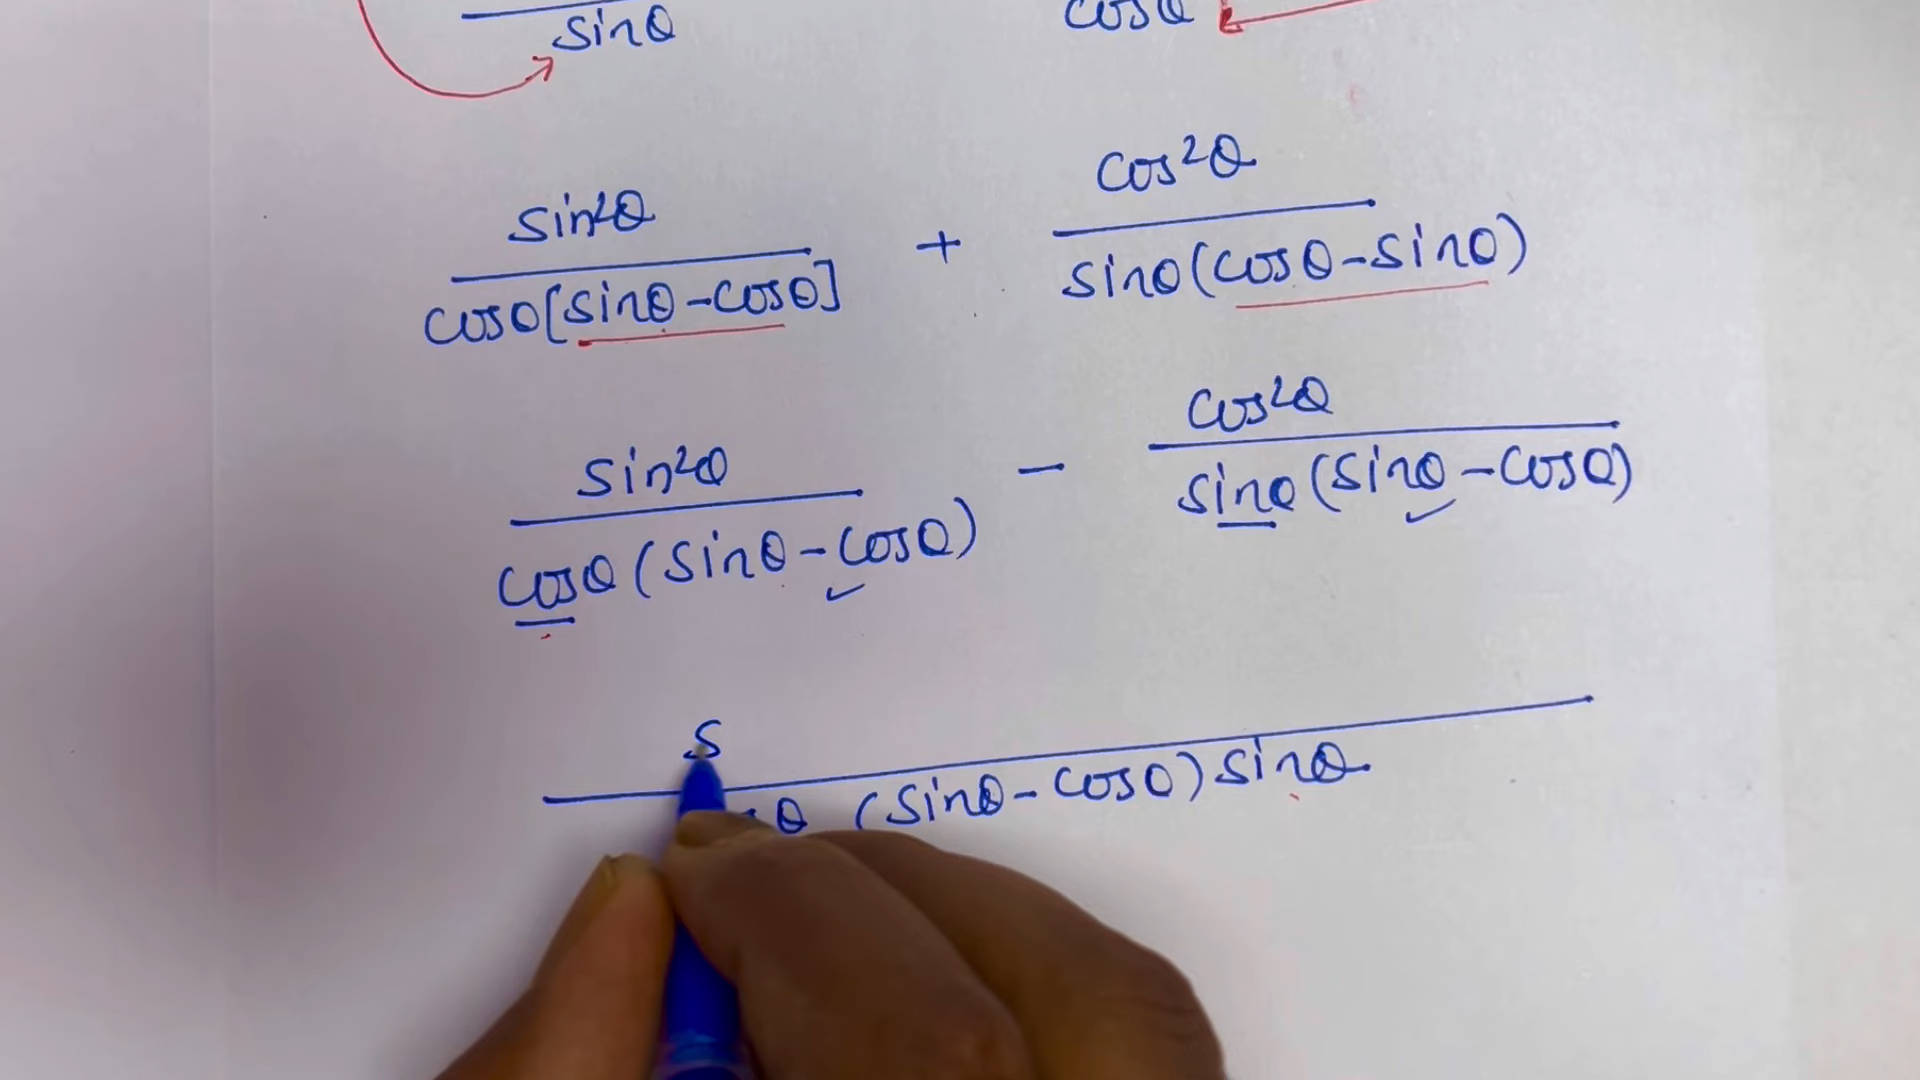 sinθ cosθ
sin²θ + cos²θ
cosθ[sinθ-cosθ] sinθ(cosθ-sinθ)
sin²θ - cos²θ
cosθ(sinθ-cosθ) sinθ(sinθ-cosθ)
s
θ (sinθ-cosθ)sinθ